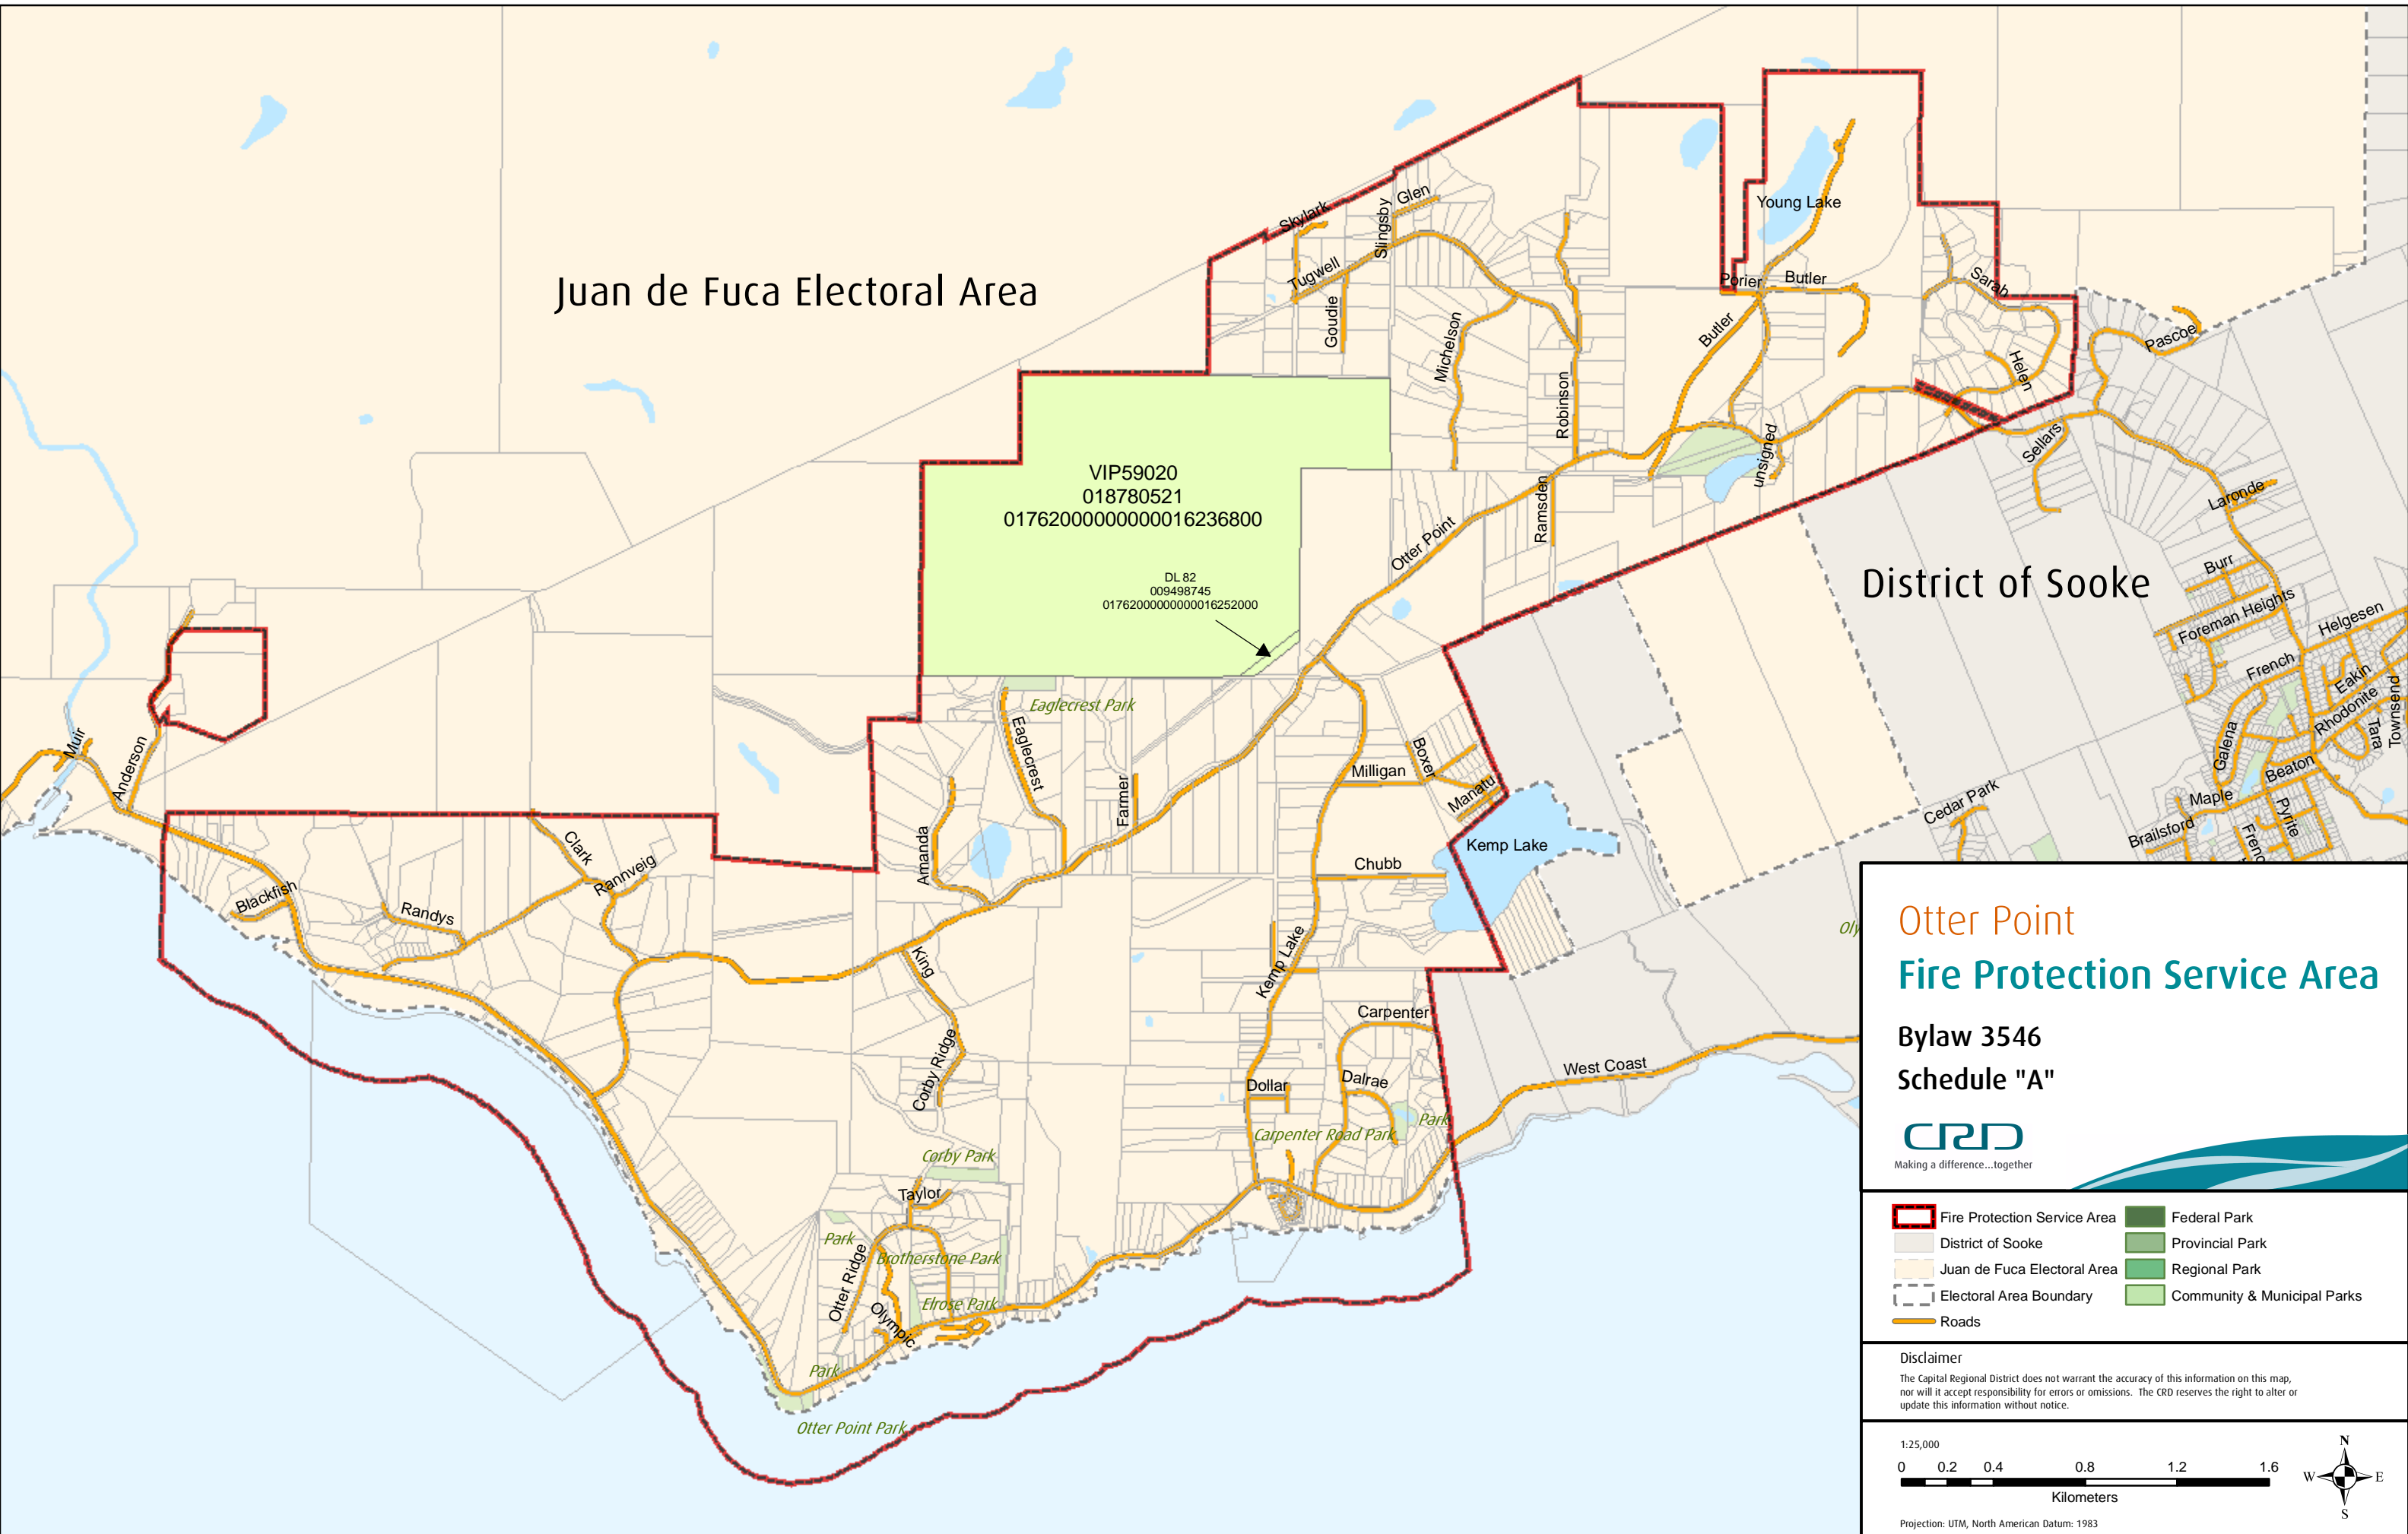 Juan de Fuca Electoral Area
Skylark
Glen
Slingsby
Tugwell
Goudie
Michelson
Robinson
Young Lake
Porier
Butler
Butler
Sarah
Helen
Pascoe
unsigned
Sellars
Laronde
Ramsden
Otter Point
VIP59020
018780521
01762000000000016236800
DL 82
009498745
01762000000000016252000
District of Sooke
Burr
Foreman Heights
Helgesen
French
Eakin
Rhodonite
Townsend
Tara
Galena
Beaton
Maple
Pyrite
Brailsford
Cedar Park
Muir
Anderson
Eaglecrest Park
Eaglecrest
Farmer
Amanda
Boxer
Milligan
Manatu
Kemp Lake
Chubb
Clark
Rannveig
Blackfish
Randys
King
Kemp Lake
Corby Ridge
Carpenter
Dalrae
Dollar
Carpenter Road Park
Park
West Coast
Corby Park
Taylor
Park
Brotherstone Park
Otter Ridge
Elrose Park
Olympic
Park
Otter Point Park
Oly
Otter Point
Fire Protection Service Area
Bylaw 3546
Schedule "A"
CRD
Making a difference...together
Fire Protection Service Area
District of Sooke
Juan de Fuca Electoral Area
Electoral Area Boundary
Roads
Federal Park
Provincial Park
Regional Park
Community & Municipal Parks
Disclaimer
The Capital Regional District does not warrant the accuracy of this information on this map,
nor will it accept responsibility for errors or omissions. The CRD reserves the right to alter or
update this information without notice.
1:25,000
0 0.2 0.4 0.8 1.2 1.6
Kilometers
N
W E
S
Projection: UTM, North American Datum: 1983